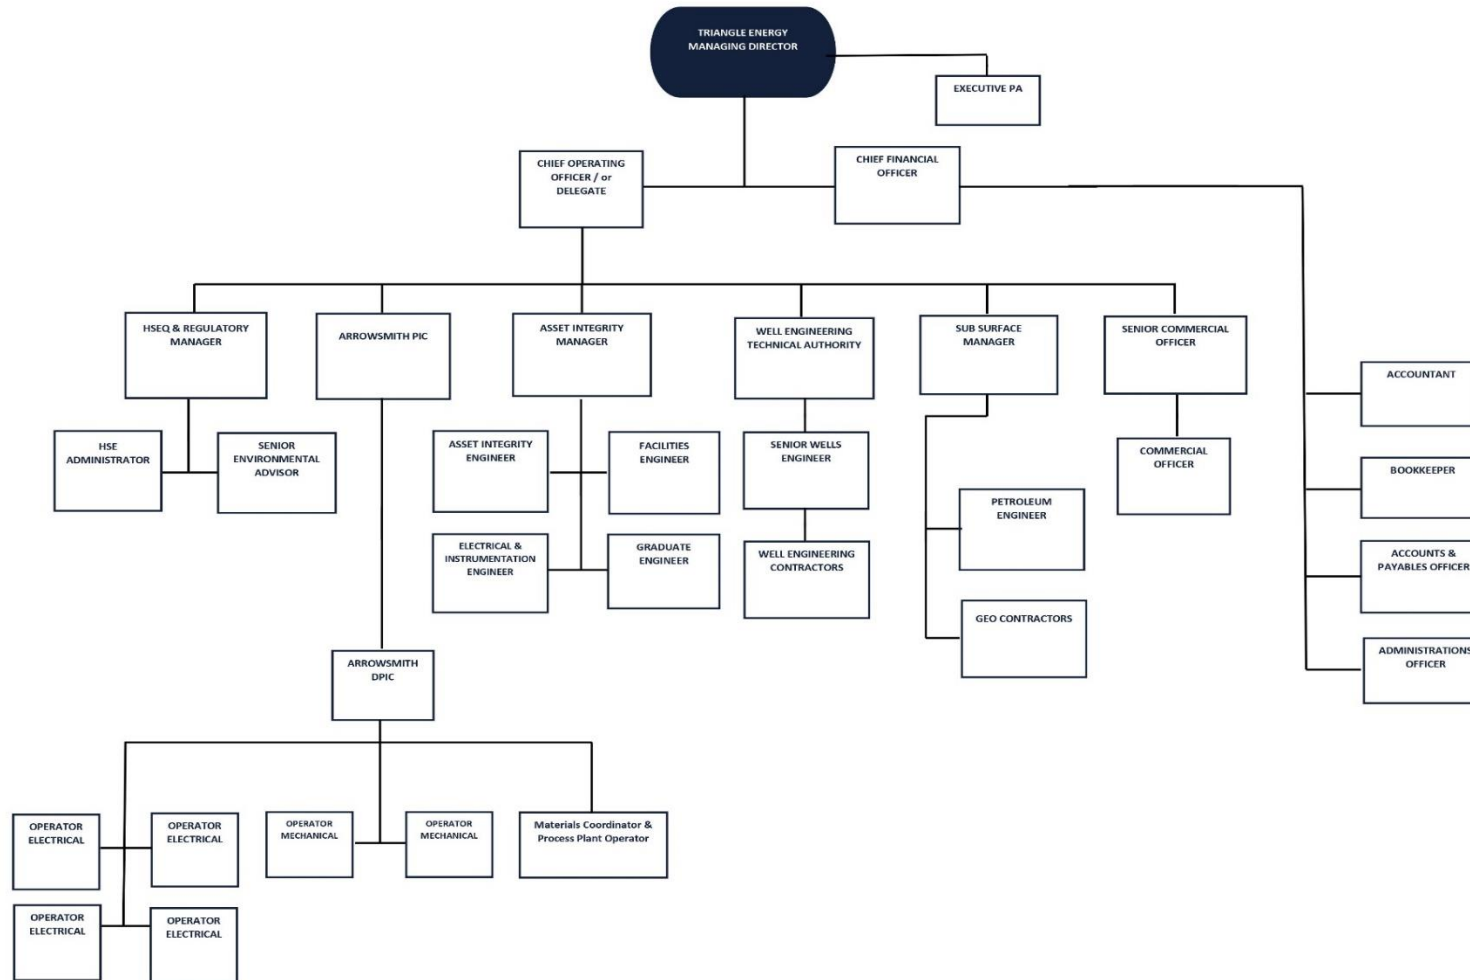 TRIANGLE ENERGY
MANAGING DIRECTOR
EXECUTIVE PA
CHIEF OPERATING
OFFICER / or
DELEGATE
CHIEF FINANCIAL
OFFICER
HSEQ & REGULATORY
MANAGER
ARROWSMITH PIC
ASSET INTEGRITY
MANAGER
WELL ENGINEERING
TECHNICAL AUTHORITY
SUB SURFACE
MANAGER
SENIOR COMMERCIAL
OFFICER
ACCOUNTANT
HSE
ADMINISTRATOR
SENIOR
ENVIRONMENTAL
ADVISOR
ASSET INTEGRITY
ENGINEER
FACILITIES
ENGINEER
SENIOR WELLS
ENGINEER
COMMERCIAL
OFFICER
BOOKKEEPER
PETROLEUM
ENGINEER
ELECTRICAL &
INSTRUMENTATION
ENGINEER
GRADUATE
ENGINEER
WELL ENGINEERING
CONTRACTORS
ACCOUNTS &
PAYABLES OFFICER
GEO CONTRACTORS
ADMINISTRATIONS
OFFICER
ARROWSMITH
DPIC
OPERATOR
ELECTRICAL
OPERATOR
ELECTRICAL
OPERATOR
MECHANICAL
OPERATOR
MECHANICAL
Materials Coordinator &
Process Plant Operator
OPERATOR
ELECTRICAL
OPERATOR
ELECTRICAL